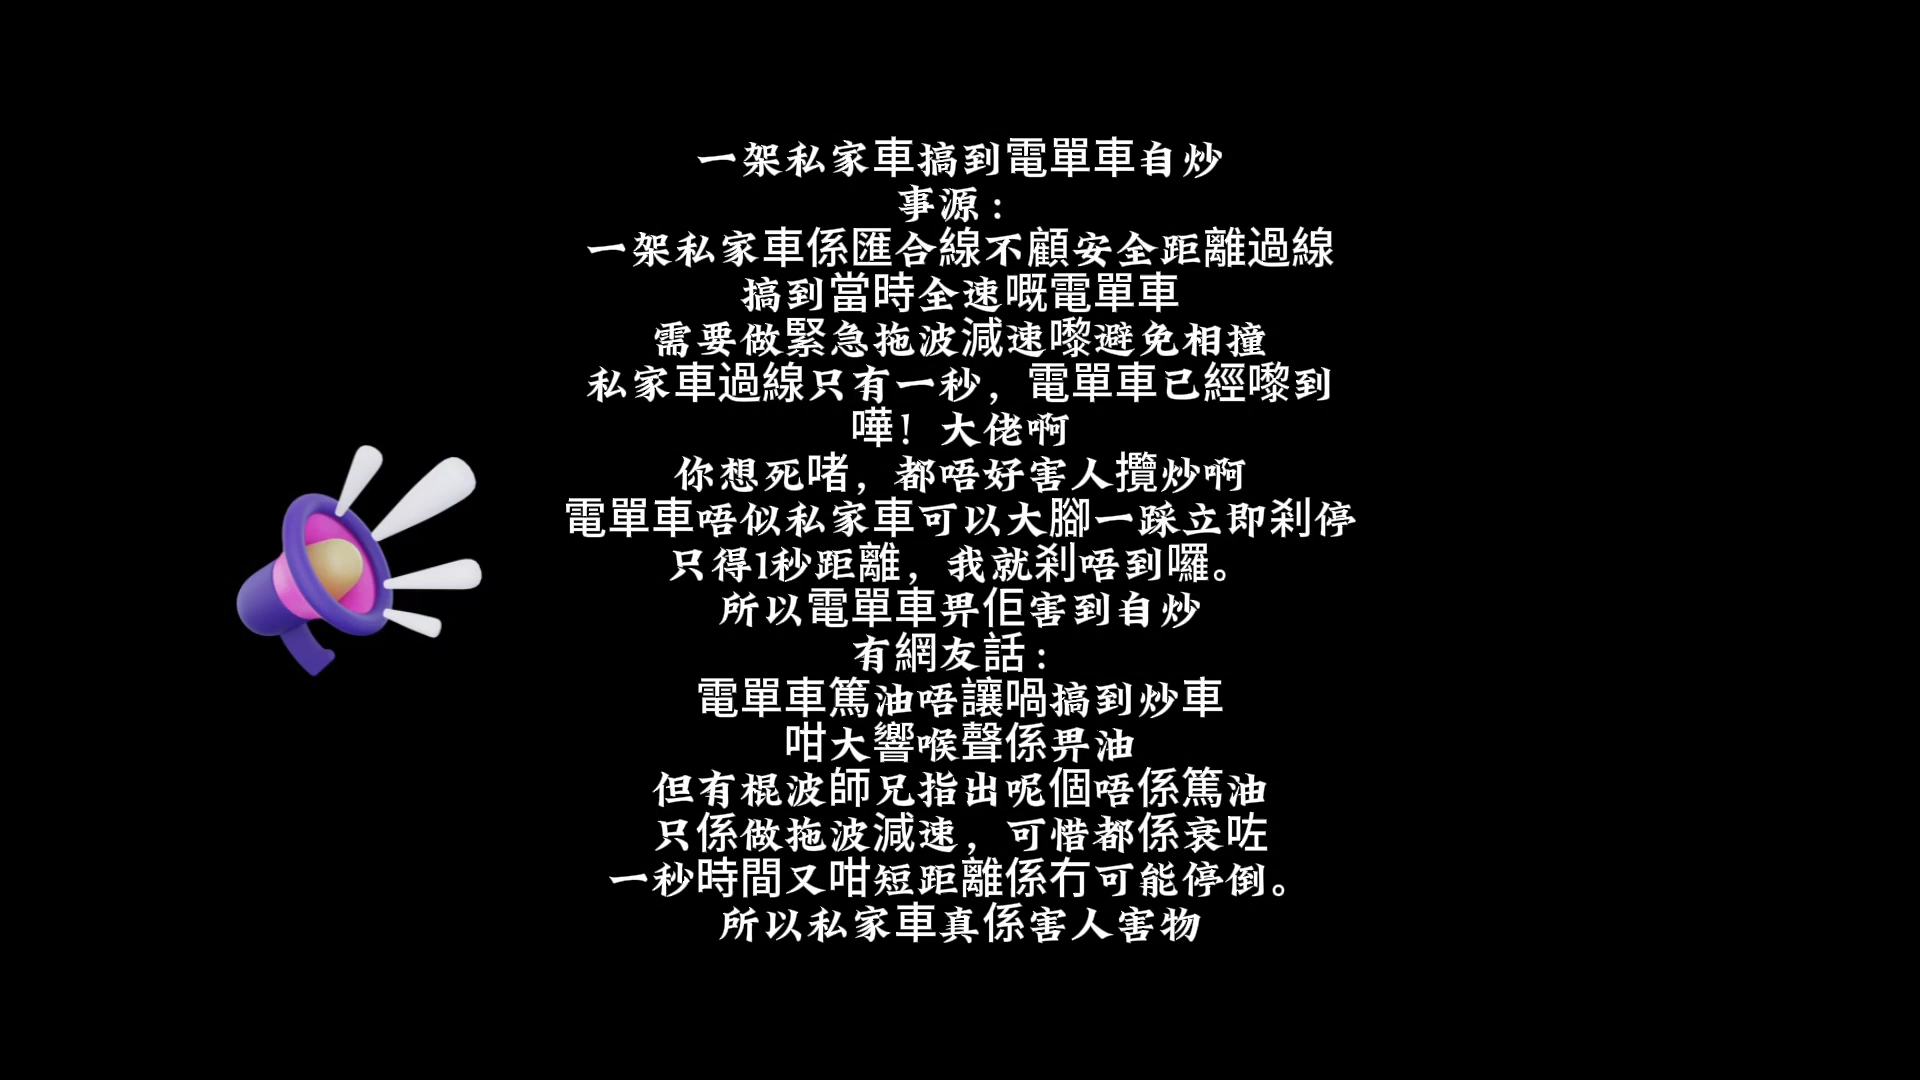 一架私家車搞到電單車自炒
事源：
一架私家車係匯合線不顧安全距離過線
搞到當時全速嘅電單車
需要做緊急拖波減速嚟避免相撞
私家車過線只有一秒，電單車已經嚟到
嘩！大佬啊
你想死啫，都唔好害人攬炒啊
電單車唔似私家車可以大腳一踩立即剎停
只得1秒距離，我就剎唔到囉。
所以電單車畀佢害到自炒
有網友話：
電單車篤油唔讓喎搞到炒車
咁大響喉聲係畀油
但有棍波師兄指出呢個唔係篤油
只係做拖波減速，可惜都係衰咗
一秒時間又咁短距離係冇可能停倒。
所以私家車真係害人害物